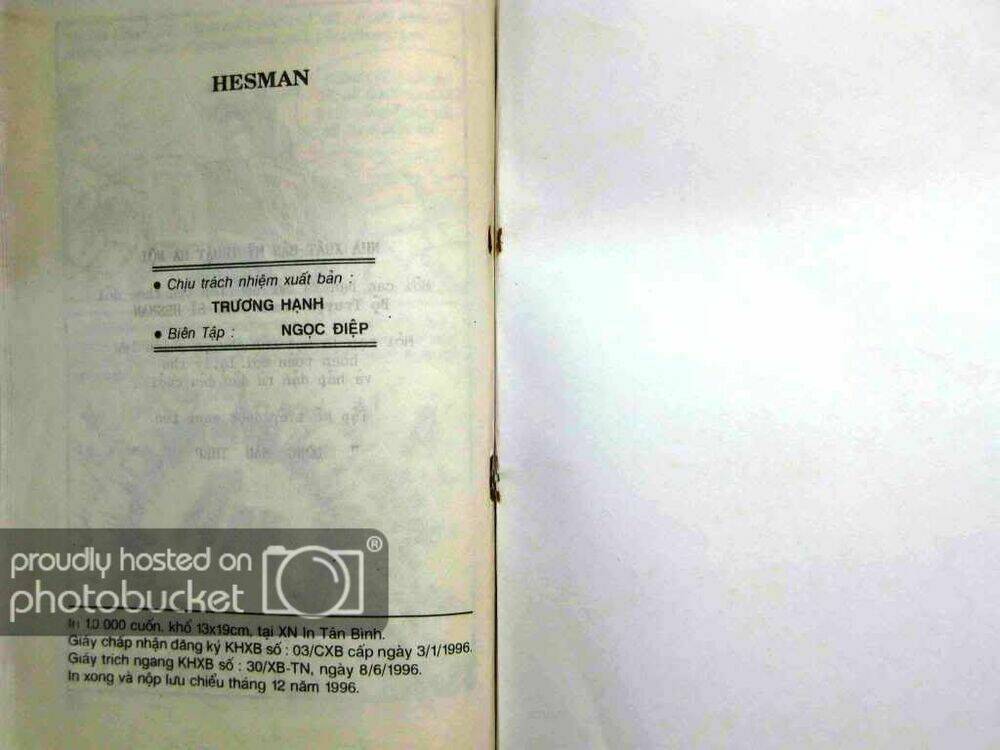 HESMAN
• Chịu trách nhiệm xuất bản :
TRƯƠNG HẠNH
• Biên Tập : NGỌC ĐIỆP
proudly hosted on
photobucket®
In 10 000 cuốn, khổ 13x19cm, tại XN In Tân Bình.
Giấy chấp nhận đăng ký KHXB số : 03/CXB cấp ngày 3/1/1996.
Giấy trích ngang KHXB số : 30/XB-TN, ngày 8/6/1996.
In xong và nộp lưu chiểu tháng 12 năm 1996.